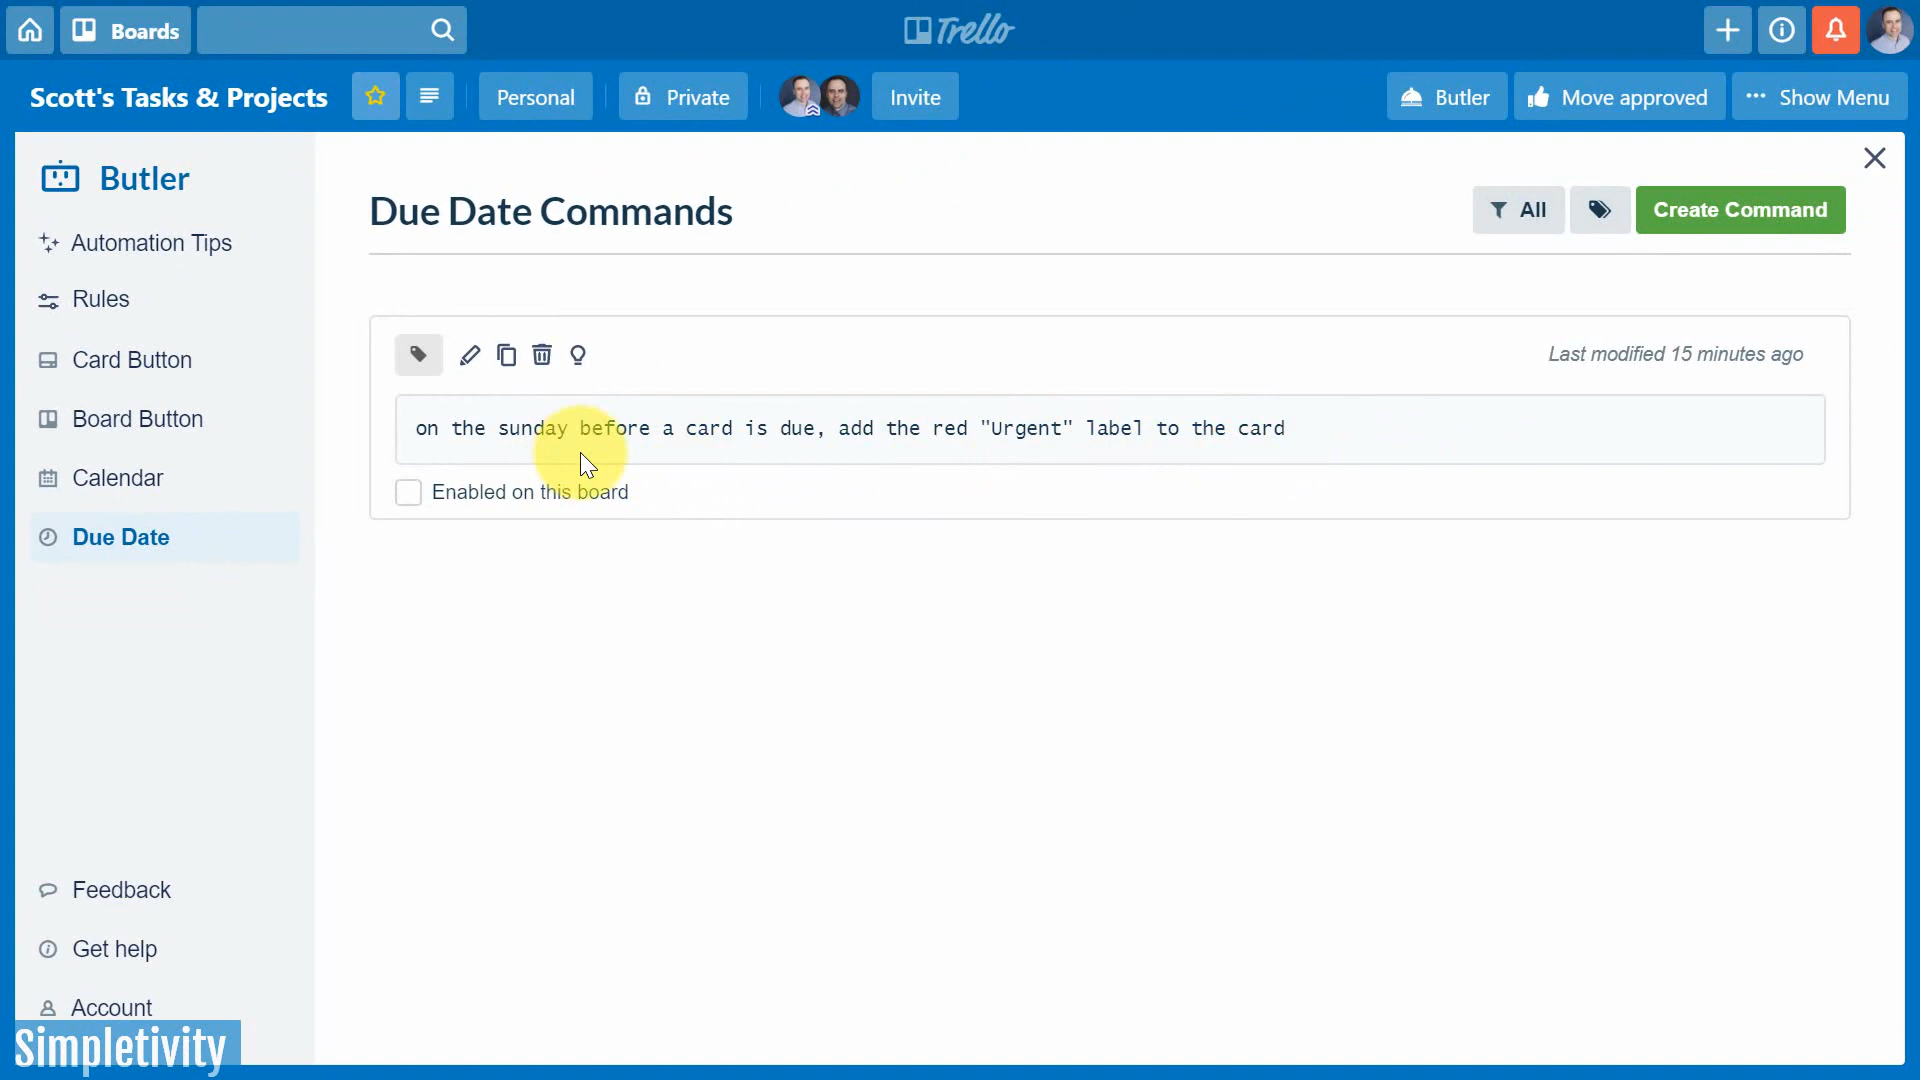 Boards
Trello
Scott's Tasks & Projects
Personal
Private
Invite
Butler
Move approved
Show Menu
Butler
Automation Tips
Rules
Card Button
Board Button
Calendar
Due Date
Feedback
Get help
Account
Simpletivity
Due Date Commands
All
Create Command
Last modified 15 minutes ago
on the sunday before a card is due, add the red "Urgent" label to the card
Enabled on this board